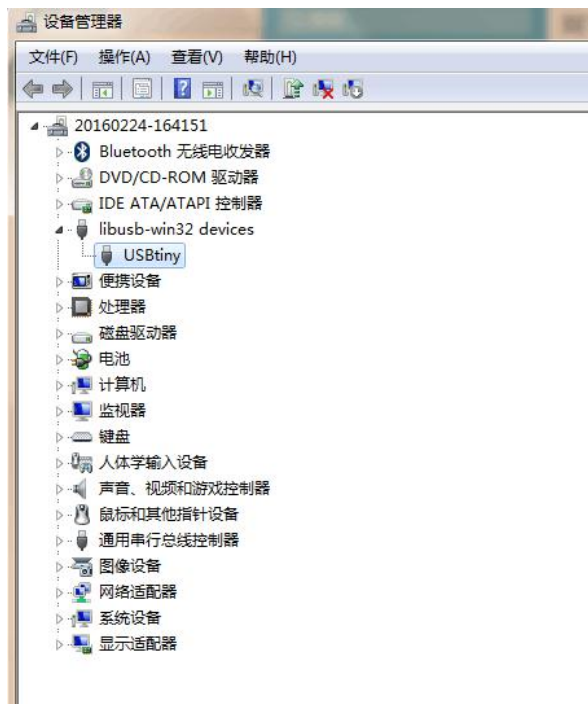 设备管理器
文件(F) 操作(A) 查看(V) 帮助(H)
20160224-164151
Bluetooth 无线电收发器
DVD/CD-ROM 驱动器
IDE ATA/ATAPI 控制器
libusb-win32 devices
USBtiny
便携设备
处理器
磁盘驱动器
电池
计算机
监视器
键盘
人体学输入设备
声音、视频和游戏控制器
鼠标和其他指针设备
通用串行总线控制器
图像设备
网络适配器
系统设备
显示适配器